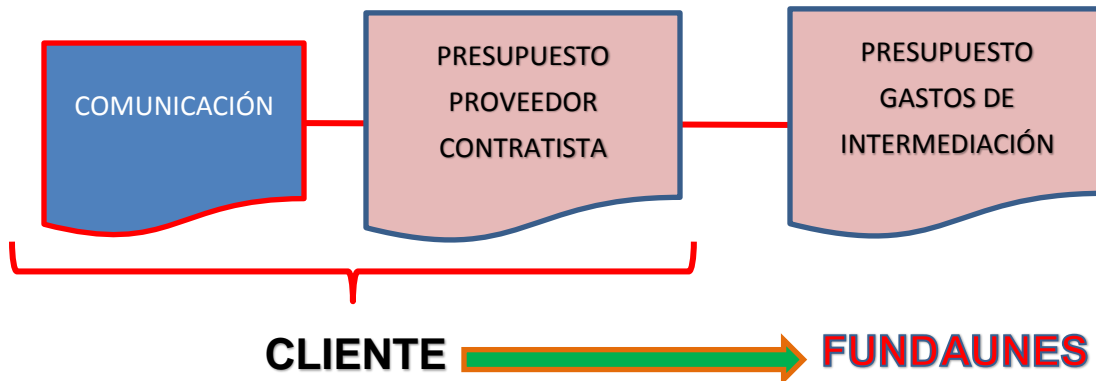 COMUNICACIÓN
PRESUPUESTO
PROVEEDOR
CONTRATISTA
PRESUPUESTO
GASTOS DE
INTERMEDIACIÓN
CLIENTE
FUNDAUNES